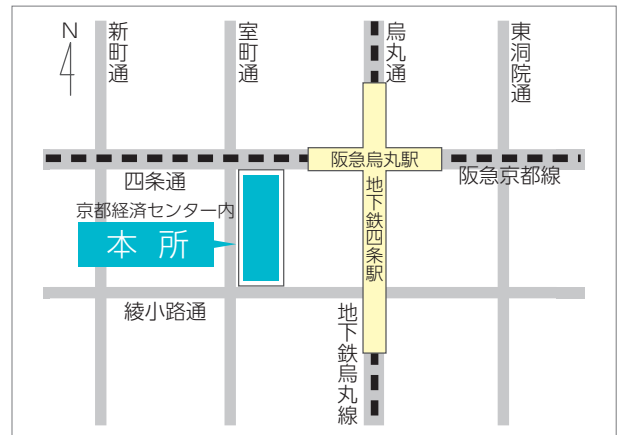 N
新町通
室町通
烏丸通
東洞院通
阪急烏丸駅
四条通
阪急京都線
京都経済センター内
本所
地下鉄四条駅
綾小路通
地下鉄烏丸線